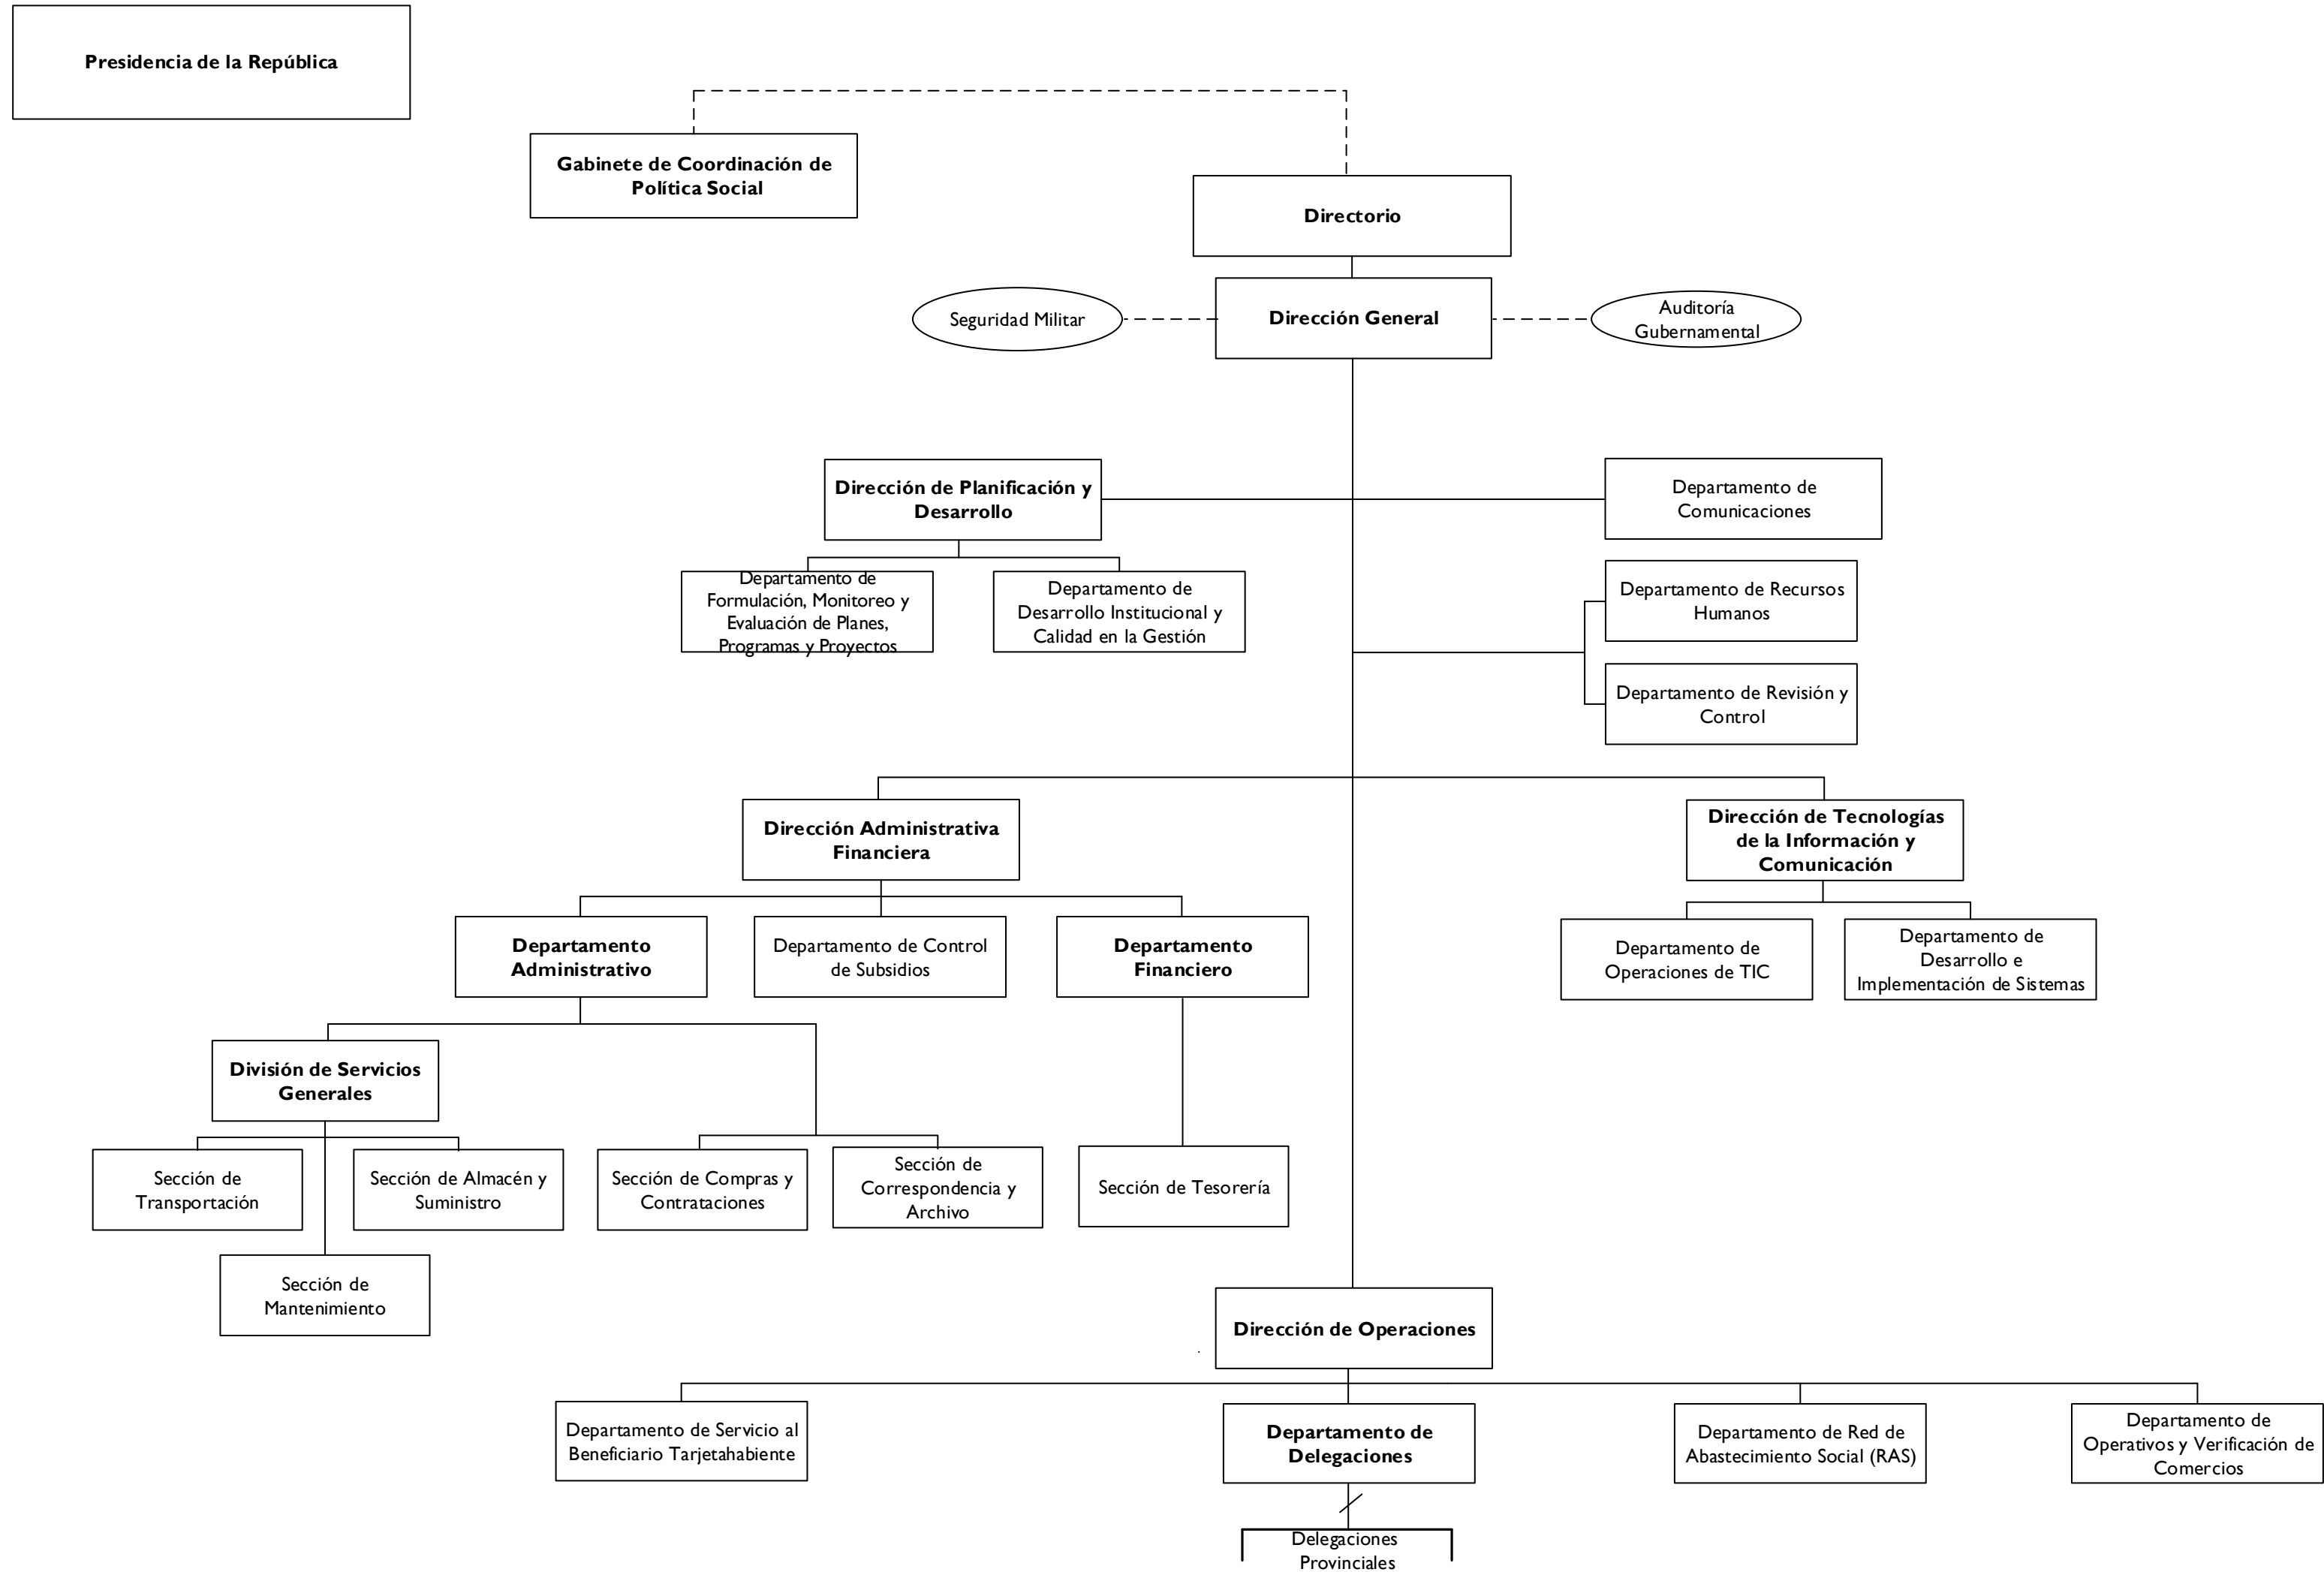 Presidencia de la República
Gabinete de Coordinación de
Política Social
Directorio
Seguridad Militar
Dirección General
Auditoría
Gubernamental
Dirección de Planificación y
Desarrollo
Departamento de
Comunicaciones
Departamento de
Formulación, Monitoreo y
Evaluación de Planes,
Programas y Proyectos
Departamento de
Desarrollo Institucional y
Calidad en la Gestión
Departamento de Recursos
Humanos
Departamento de Revisión y
Control
Dirección Administrativa
Financiera
Dirección de Tecnologías
de la Información y
Comunicación
Departamento
Administrativo
Departamento de Control
de Subsidios
Departamento
Financiero
Departamento de
Operaciones de TIC
Departamento de
Desarrollo e
Implementación de Sistemas
División de Servicios
Generales
Sección de
Transportación
Sección de Almacén y
Suministro
Sección de Compras y
Contrataciones
Sección de
Correspondencia y
Archivo
Sección de Tesorería
Sección de
Mantenimiento
Dirección de Operaciones
Departamento de Servicio al
Beneficiario Tarjetahabiente
Departamento de
Delegaciones
Departamento de Red de
Abastecimiento Social (RAS)
Departamento de
Operativos y Verificación de
Comercios
Delegaciones
Provinciales